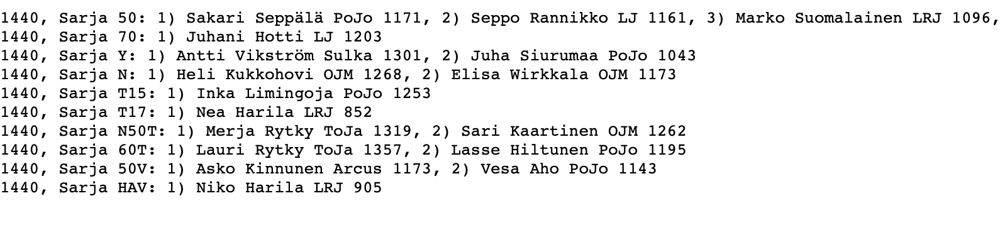 1440, Sarja 50: 1) Sakari Seppälä PoJo 1171, 2) Seppo Rannikko LJ 1161, 3) Marko Suomalainen LRJ 1096,
1440, Sarja 70: 1) Juhani Hotti LJ 1203
1440, Sarja Y: 1) Antti Vikström Sulka 1301, 2) Juha Siurumaa PoJo 1043
1440, Sarja N: 1) Heli Kukkohovi OJM 1268, 2) Elisa Wirkkala OJM 1173
1440, Sarja T15: 1) Inka Limingoja PoJo 1253
1440, Sarja T17: 1) Nea Harila LRJ 852
1440, Sarja N50T: 1) Merja Rytky ToJa 1319, 2) Sari Kaartinen OJM 1262
1440, Sarja 60T: 1) Lauri Rytky ToJa 1357, 2) Lasse Hiltunen PoJo 1195
1440, Sarja 50V: 1) Asko Kinnunen Arcus 1173, 2) Vesa Aho PoJo 1143
1440, Sarja HAV: 1) Niko Harila LRJ 905